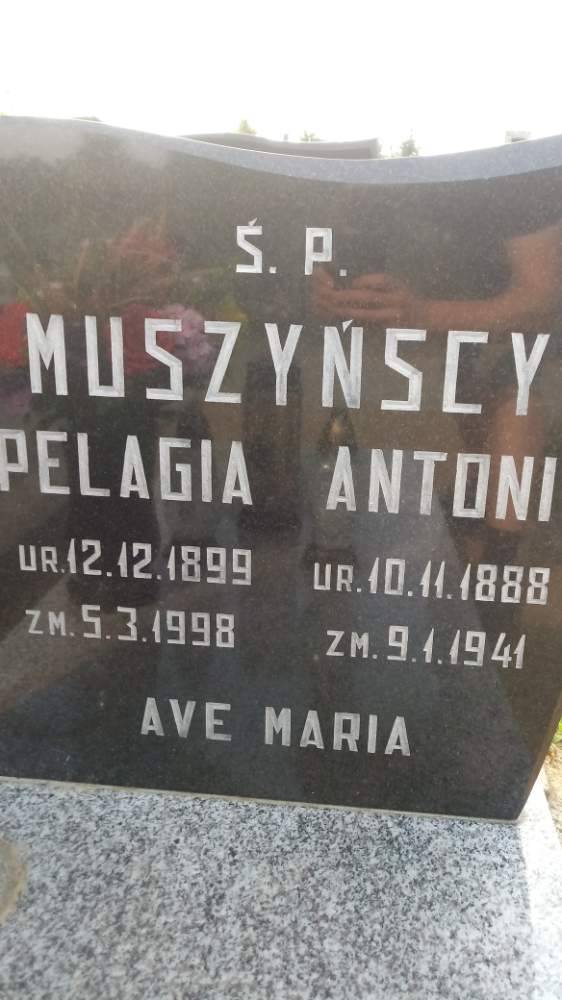 Ś. P.
MUSZYŃSCY
PELAGIA ANTONI
UR.12.12.1899 UR.10.11.1888
ZM.5.3.1998 ZM.9.1.1941
AVE MARIA